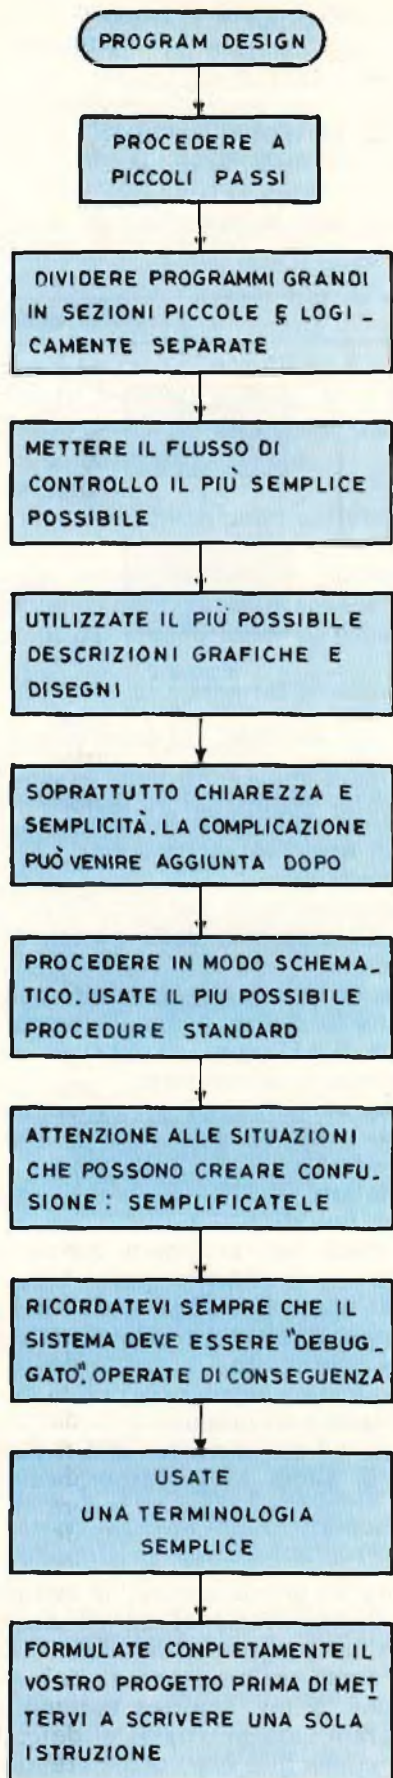 PROGRAM DESIGN
PROCEDERE A
PICCOLI PASSI
DIVIDERE PROGRAMMI GRANDI
IN SEZIONI PICCOLE E LOGI_
CAMENTE SEPARATE
METTERE IL FLUSSO DI
CONTROLLO IL PIÙ SEMPLICE
POSSIBILE
UTILIZZATE IL PIÙ POSSIBILE
DESCRIZIONI GRAFICHE E
DISEGNI
SOPRATTUTTO CHIAREZZA E
SEMPLICITÀ. LA COMPLICAZIONE
PUÒ VENIRE AGGIUNTA DOPO
PROCEDERE IN MODO SCHEMA_
TICO. USATE IL PIU POSSIBILE
PROCEDURE STANDARD
ATTENZIONE ALLE SITUAZIONI
CHE POSSONO CREARE CONFU_
SIONE : SEMPLIFICATELE
RICORDATEVI SEMPRE CHE IL
SISTEMA DEVE ESSERE "DEBUG_
GATO". OPERATE DI CONSEGUENZA
USATE
UNA TERMINOLOGIA
SEMPLICE
FORMULATE CONPLETAMENTE IL
VOSTRO PROGETTO PRIMA DI MET_
TERVI A SCRIVERE UNA SOLA
ISTRUZIONE